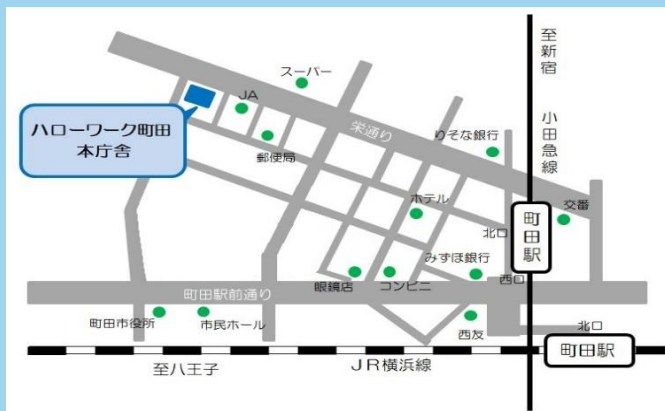 至新宿
スーパー
JA
ハローワーク町田
本庁舎
小田急線
栄通り
りそな銀行
郵便局
ホテル
交番
町田駅
北口
みずほ銀行
西口
眼鏡店
コンビニ
町田駅前通り
町田市役所
市民ホール
西友
北口
町田駅
至八王子
JR横浜線